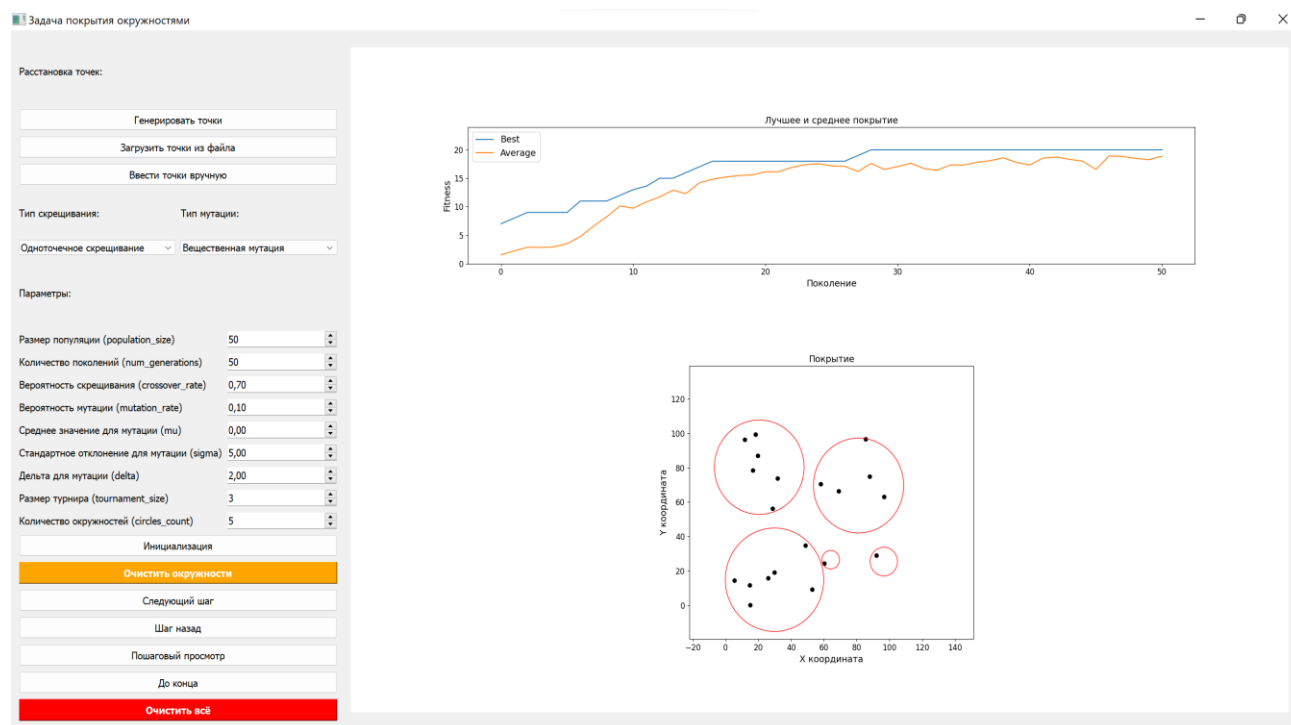 Задача покрытия окружностями
Расстановка точек:
Генерировать точки
Загрузить точки из файла
Ввести точки вручную
Тип скрещивания: Тип мутации:
Одноточечное скрещивание Вещественная мутация
Параметры:
Размер популяции (population_size) 50
Количество поколений (num_generations) 50
Вероятность скрещивания (crossover_rate) 0,70
Вероятность мутации (mutation_rate) 0,10
Среднее значение для мутации (mu) 0,00
Стандартное отклонение для мутации (sigma) 5,00
Дельта для мутации (delta) 2,00
Размер турнира (tournament_size) 3
Количество окружностей (circles_count) 5
Инициализация
Очистить окружности
Следующий шаг
Шаг назад
Пошаговый просмотр
До конца
Очистить всё
Лучшее и среднее покрытие
Best
Average
Fitness
20
15
10
5
0
0 10 20 30 40 50
Поколение
Покрытие
Y координата
120
100
80
60
40
20
0
−20 0 20 40 60 80 100 120 140
X координата